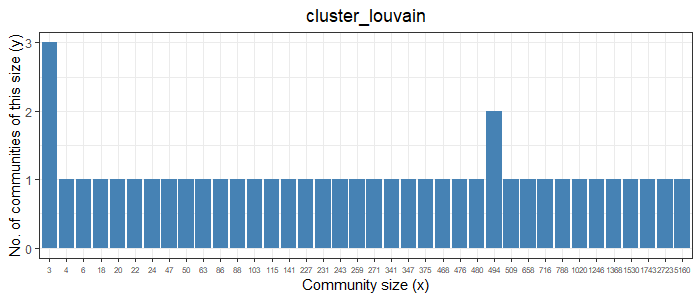 cluster_louvain
No. of communities of this size (y)
3
2
1
0
3 4 6 18 20 22 24 47 50 63 86 88 103 115 141 227 231 243 259 271 341 347 375 468 476 480 494 509 658 716 788 1020 1246 1368 1530 1743 2723 5160
Community size (x)